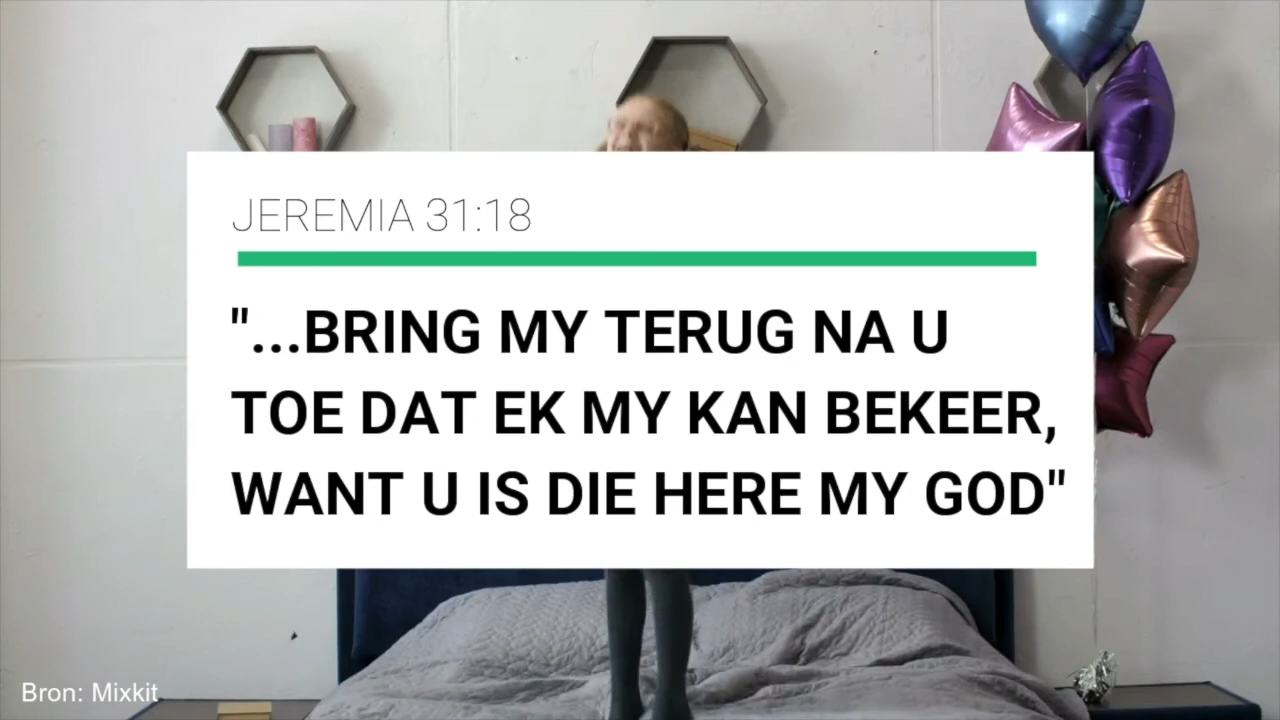 JEREMIA 31:18
"...BRING MY TERUG NA U
TOE DAT EK MY KAN BEKEER,
WANT U IS DIE HERE MY GOD"
Bron: Mixkit